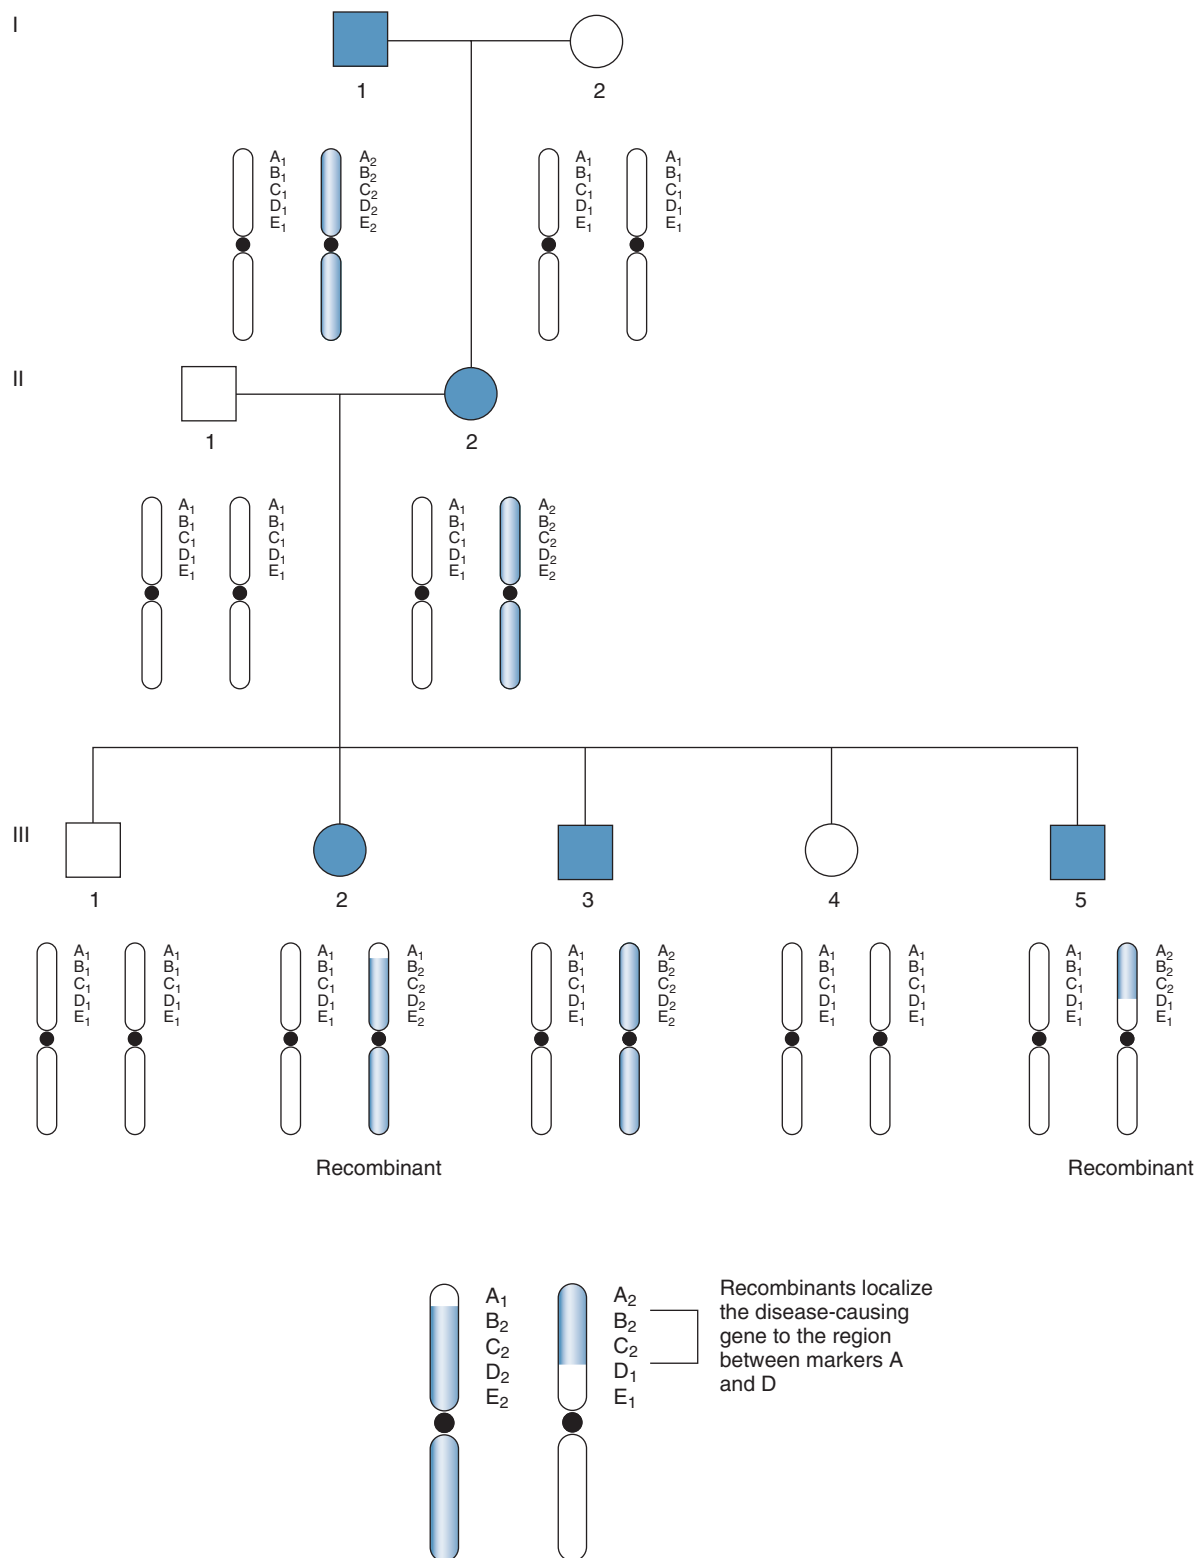 I
1 2
A₁ A₂ A₁ A₁
B₁ B₂ B₁ B₁
C₁ C₂ C₁ C₁
D₁ D₂ D₁ D₁
E₁ E₂ E₁ E₁
II
1 2
A₁ A₁ A₁ A₂
B₁ B₁ B₁ B₂
C₁ C₁ C₁ C₂
D₁ D₁ D₁ D₂
E₁ E₁ E₁ E₂
III
1 2 3 4 5
A₁ A₁ A₁ A₁ A₁ A₂ A₁ A₁ A₁ A₂
B₁ B₁ B₁ B₂ B₁ B₂ B₁ B₁ B₁ B₂
C₁ C₁ C₁ C₂ C₁ C₂ C₁ C₁ C₁ C₂
D₁ D₁ D₁ D₂ D₁ D₂ D₁ D₁ D₁ D₁
E₁ E₁ E₁ E₂ E₁ E₂ E₁ E₁ E₁ E₁
Recombinant Recombinant
A₁ A₂
B₂ B₂
C₂ C₂
D₂ D₁
E₂ E₁
Recombinants localize
the disease-causing
gene to the region
between markers A
and D